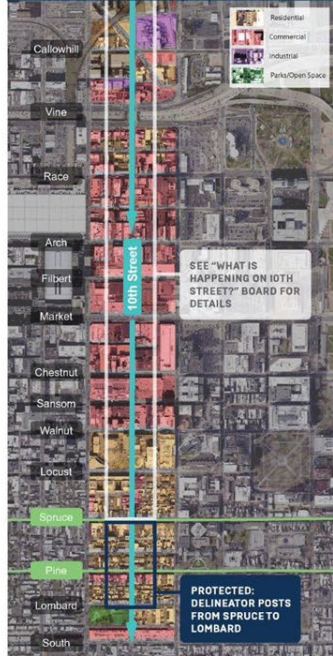 Residential
Commercial
Industrial
Parks/Open Space
Callowhill
Vine
Race
Arch
10th Street
SEE "WHAT IS
HAPPENING ON 10TH
STREET?" BOARD FOR
DETAILS
Filbert
Market
Chestnut
Sansom
Walnut
Locust
Spruce
Pine
PROTECTED:
DELINEATOR POSTS
FROM SPRUCE TO
LOMBARD
Lombard
South